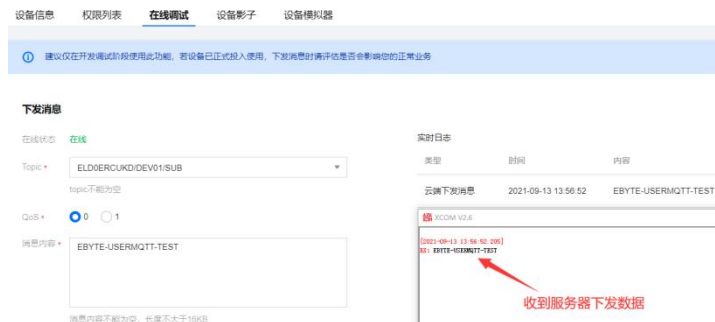 设备信息 权限列表 在线调试 设备影子 设备模拟器
建议仅在开发调试阶段使用此功能，若设备已正式投入使用，下发消息时请评估是否会影响您的正常业务
下发消息
在线状态 在线
Topic * ELD0ERCUKD/DEV01/SUB
topic不能为空
QoS * 0 1
消息内容 * EBYTE-USERMQTT-TEST
消息内容不能为空，长度不大于16KB
实时日志
类型 时间 内容
云端下发消息 2021-09-13 13:56:52 EBYTE-USERMQTT-TEST
XCOM V2.6
[2021-09-13 13:56:52.205]
RX: EBYTE-USERMQTT-TEST
收到服务器下发数据